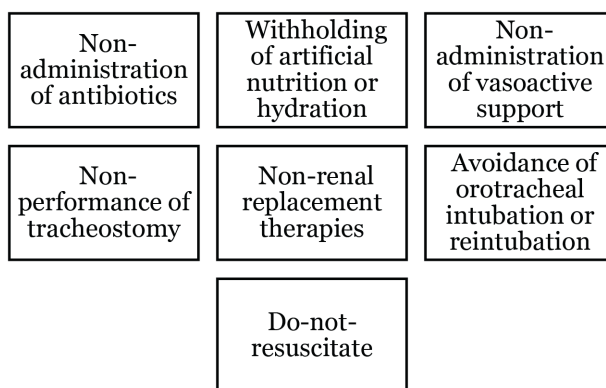 Non-
administration
of antibiotics
Withholding
of artificial
nutrition or
hydration
Non-
administration
of vasoactive
support
Non-
performance of
tracheostomy
Non-renal
replacement
therapies
Avoidance of
orotracheal
intubation or
reintubation
Do-not-
resuscitate